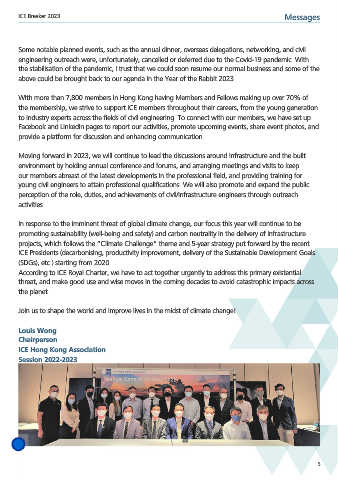 ICE Breaker 2023
Messages
Some notable planned events, such as the annual dinner, overseas delegations, networking, and civil
engineering outreach were, unfortunately, cancelled or deferred due to the Covid-19 pandemic. With
the stabilisation of the pandemic, I trust that we could soon resume our normal business and some of the
above could be brought back to our agenda in the Year of the Rabbit 2023.
With more than 7,800 members in Hong Kong having Members and Fellows making up over 70% of
the membership, we strive to support ICE members throughout their careers, from the young generation
to industry experts across the fields of civil engineering. To connect with our members, we have set up
Facebook and LinkedIn pages to report our activities, promote upcoming events, share event photos, and
provide a platform for discussion and enhancing communication.
Moving forward in 2023, we will continue to lead the discussions around infrastructure and the built
environment by holding annual conference and forums, and arranging meetings and visits to keep
our members abreast of the latest developments in the professional field, and providing training for
young civil engineers to attain professional qualifications. We will also promote and expand the public
perception of the role, duties, and achievements of civil/infrastructure engineers through outreach
activities.
In response to the imminent threat of global climate change, our focus this year will continue to be
promoting sustainability (well-being and safety) and carbon neutrality in the delivery of infrastructure
projects, which follows the "Climate Challenge" theme and 5-year strategy put forward by the recent
ICE Presidents (decarbonising, productivity improvement, delivery of the Sustainable Development Goals
(SDGs), etc.) starting from 2020.
According to ICE Royal Charter, we have to act together urgently to address this primary existential
threat, and make good use and wise moves in the coming decades to avoid catastrophic impacts across
the planet.
Join us to shape the world and improve lives in the midst of climate change!
Louis Wong
Chairperson
ICE Hong Kong Association
Session 2022-2023
5